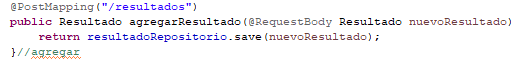 @PostMapping("/resultados")
public Resultado agregarResultado(@RequestBody Resultado nuevoResultado)
    return resultadoRepositorio.save(nuevoResultado);
}//agregar